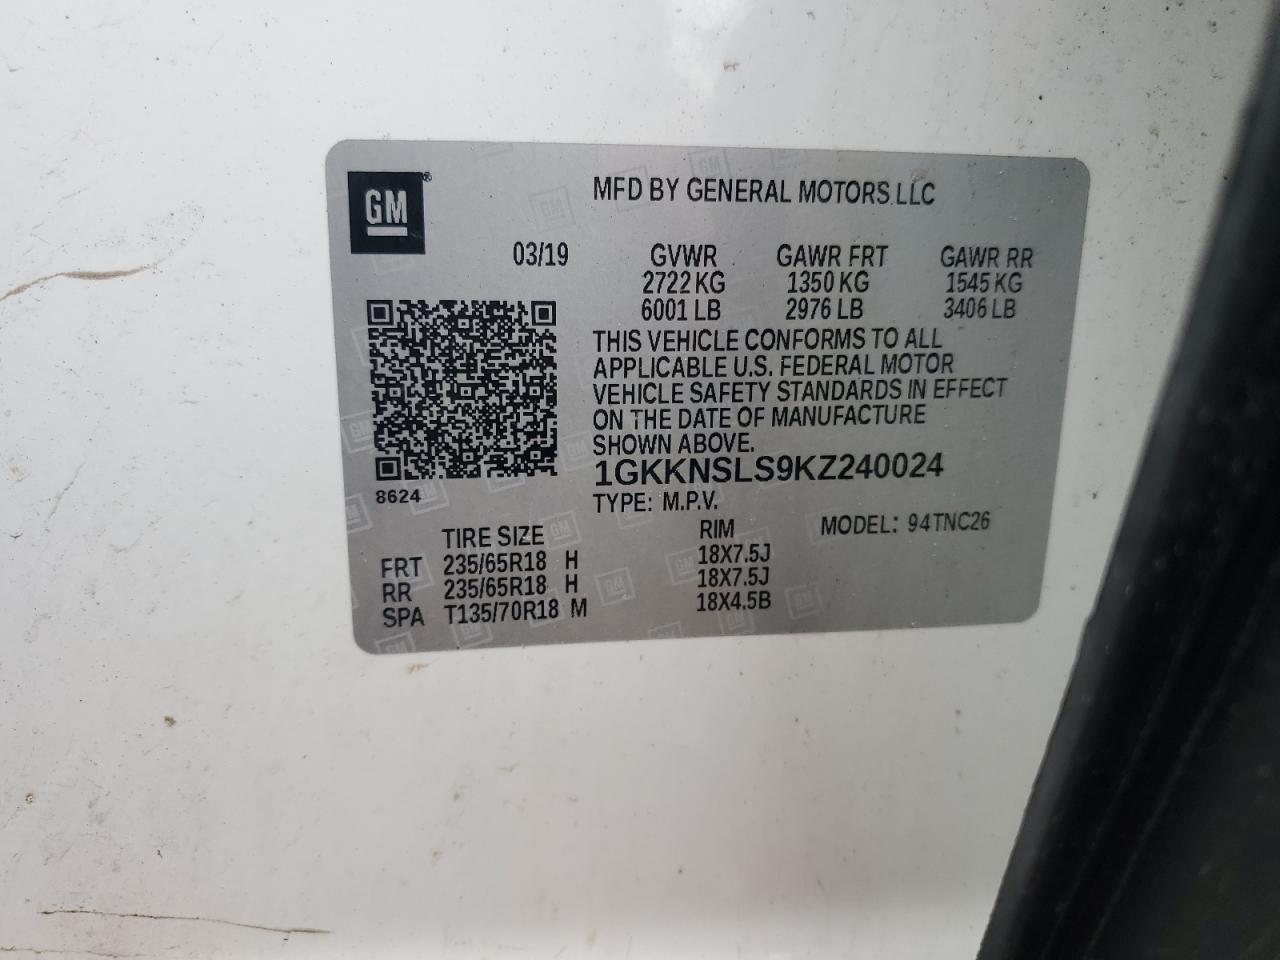 GM®
MFD BY GENERAL MOTORS LLC
03/19 GVWR GAWR FRT GAWR RR
2722 KG 1350 KG 1545 KG
6001 LB 2976 LB 3406 LB
THIS VEHICLE CONFORMS TO ALL
APPLICABLE U.S. FEDERAL MOTOR
VEHICLE SAFETY STANDARDS IN EFFECT
ON THE DATE OF MANUFACTURE
SHOWN ABOVE.
1GKKNSLS9KZ240024
8624
TYPE: M.P.V.
MODEL: 94TNC26
TIRE SIZE RIM
FRT 235/65R18 H 18X7.5J
RR 235/65R18 H 18X7.5J
SPA T135/70R18 M 18X4.5B